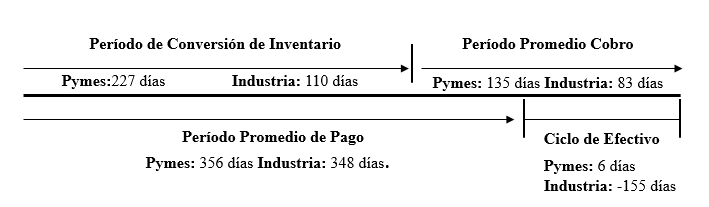 Período de Conversión de Inventario Período Promedio Cobro
Pymes:227 días Industria: 110 días Pymes: 135 días Industria: 83 días
Período Promedio de Pago
Ciclo de Efectivo
Pymes: 356 días Industria: 348 días.
Pymes: 6 días
Industria: -155 días